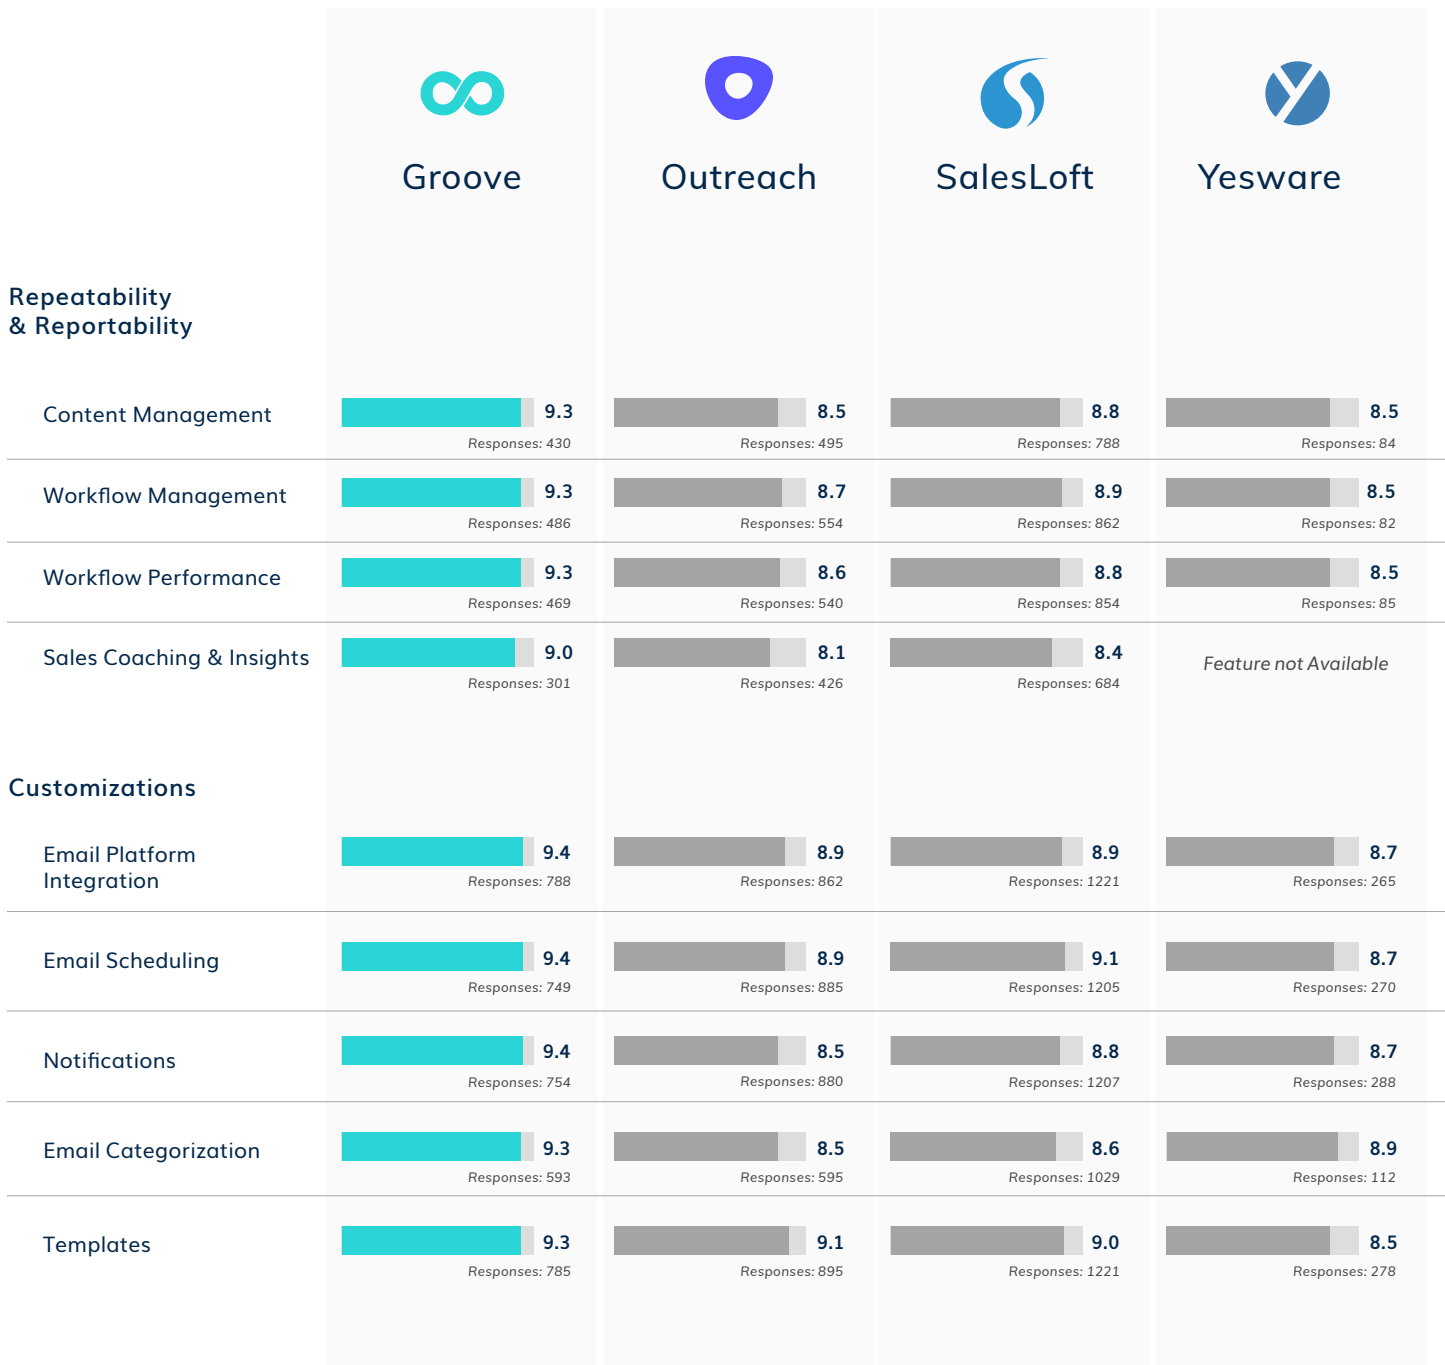 Groove
Outreach
SalesLoft
Yesware
Repeatability
& Reportability
Content Management
9.3
Responses: 430
8.5
Responses: 495
8.8
Responses: 788
8.5
Responses: 84
Workflow Management
9.3
Responses: 486
8.7
Responses: 554
8.9
Responses: 862
8.5
Responses: 82
Workflow Performance
9.3
Responses: 469
8.6
Responses: 540
8.8
Responses: 854
8.5
Responses: 85
Sales Coaching & Insights
9.0
Responses: 301
8.1
Responses: 426
8.4
Responses: 684
Feature not Available
Customizations
Email Platform
Integration
9.4
Responses: 788
8.9
Responses: 862
8.9
Responses: 1221
8.7
Responses: 265
Email Scheduling
9.4
Responses: 749
8.9
Responses: 885
9.1
Responses: 1205
8.7
Responses: 270
Notifications
9.4
Responses: 754
8.5
Responses: 880
8.8
Responses: 1207
8.7
Responses: 288
Email Categorization
9.3
Responses: 593
8.5
Responses: 595
8.6
Responses: 1029
8.9
Responses: 112
Templates
9.3
Responses: 785
9.1
Responses: 895
9.0
Responses: 1221
8.5
Responses: 278